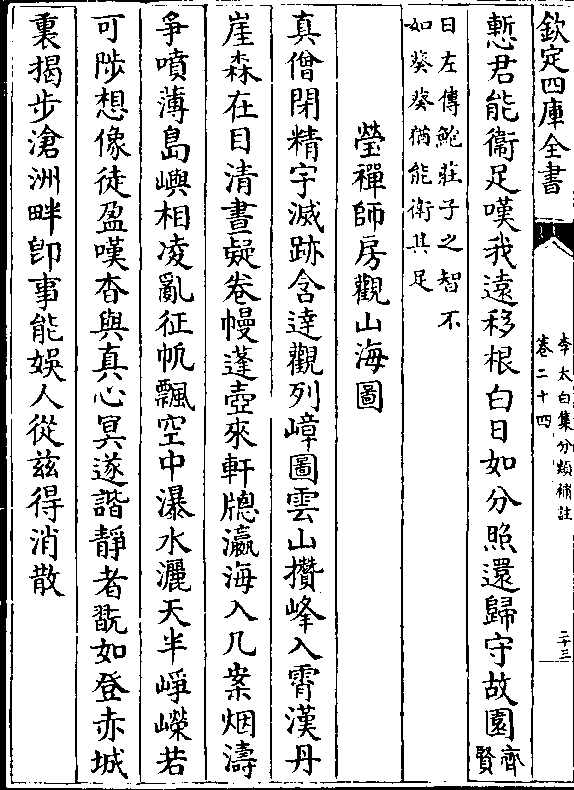 欽定四庫全書
李太白集分類補註
卷二十四
二十三
慙君能衞足嘆我遠移根白日如分照還歸守故園齊賢
曰左傳鮑莊子之智不
如葵葵猶能衛其足
瑩禪師房觀山海圖
真僧閉精宇滅跡含達觀列嶂圖雲山攢峰入霄漢丹
崖森在目清晝疑卷幔蓬壺來軒牕瀛海入几案烟濤
爭噴薄島嶼相凌亂征帆飄空中瀑水灑天半崢嶸若
可陟想像徒盈嘆杳與真心冥遂諧靜者翫如登赤城
裏揭步滄洲畔卽事能娛人從兹得消散